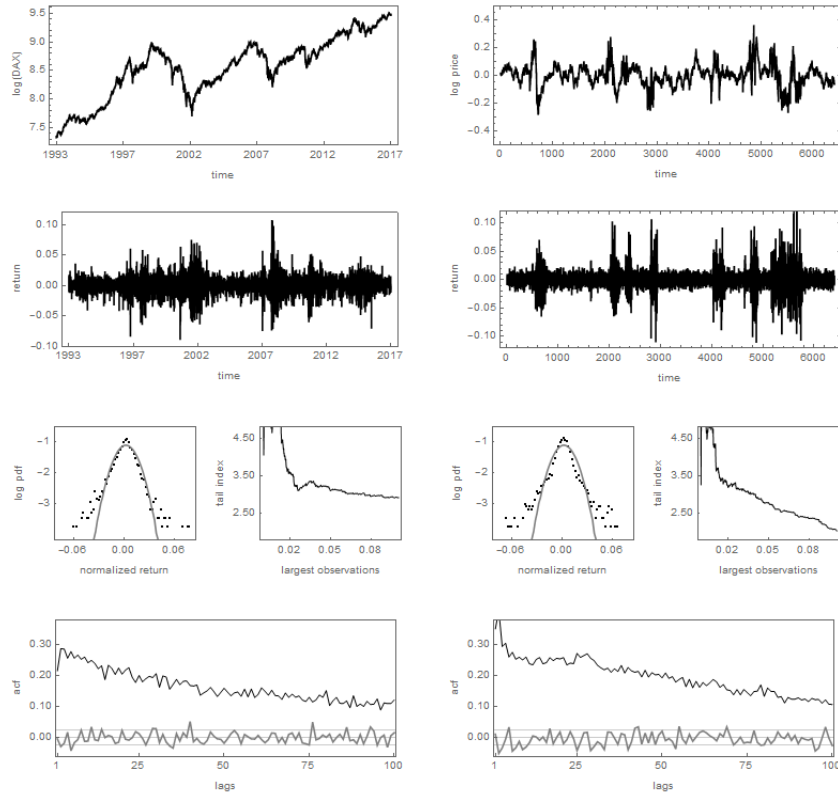 9.5
9.0
8.5
8.0
7.5
log[DAX]
1993 1997 2002 2007 2012 2017
time
0.4
0.2
0.0
−0.2
−0.4
log price
0 1000 2000 3000 4000 5000 6000
time
0.10
0.05
0.00
−0.05
−0.10
return
1993 1997 2002 2007 2012 2017
time
0.10
0.05
0.00
−0.05
−0.10
return
0 1000 2000 3000 4000 5000 6000
time
−1
−2
−3
log pdf
−0.06 0.00 0.06
normalized return
4.50
3.50
2.50
tail index
0.02 0.05 0.08
largest observations
−1
−2
−3
log pdf
−0.06 0.00 0.06
normalized return
4.50
3.50
2.50
tail index
0.02 0.05 0.08
largest observations
0.30
0.20
0.10
0.00
acf
1 25 50 75 100
lags
0.30
0.20
0.10
0.00
acf
1 25 50 75 100
lags